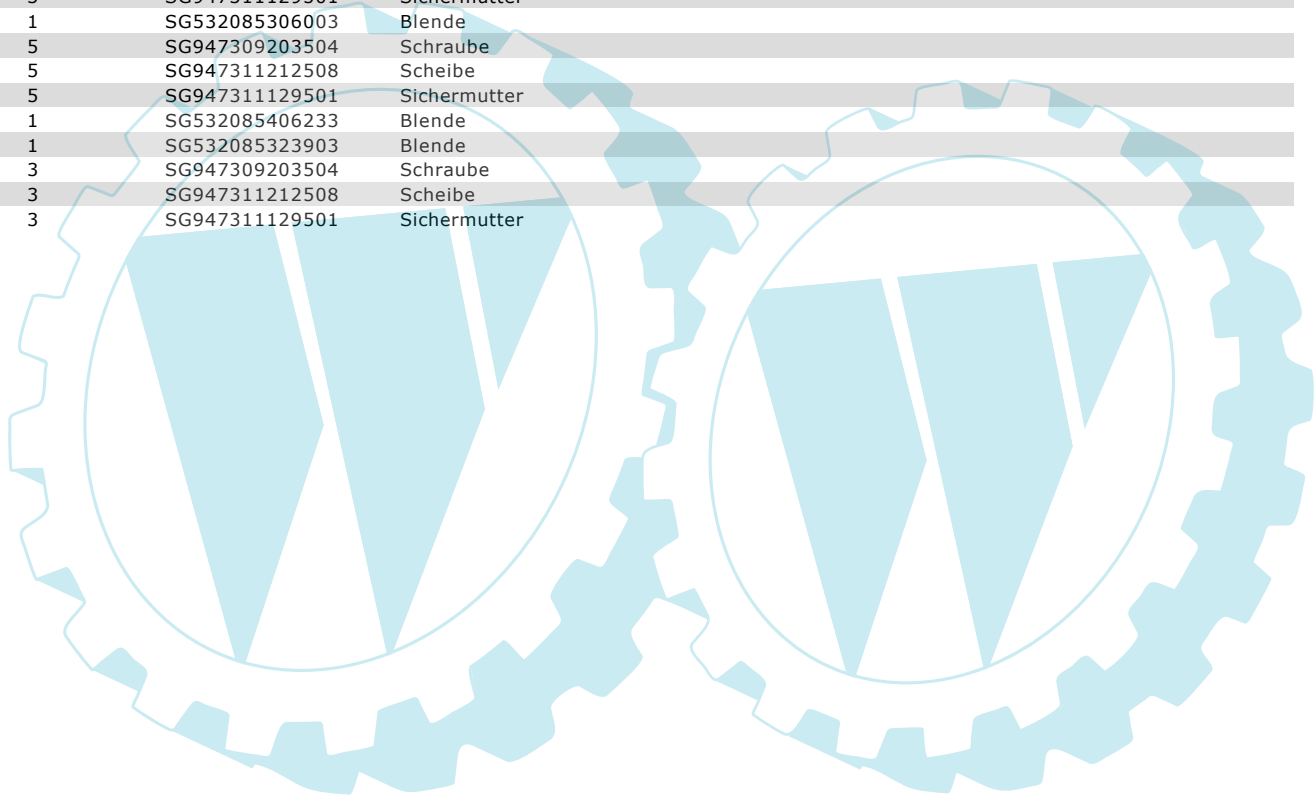 1 SG532085306003 Blende
5 SG947309203504 Schraube
5 SG947311212508 Scheibe
5 SG947311129501 Sichermutter
1 SG532085406233 Blende
1 SG532085323903 Blende
3 SG947309203504 Schraube
3 SG947311212508 Scheibe
3 SG947311129501 Sichermutter